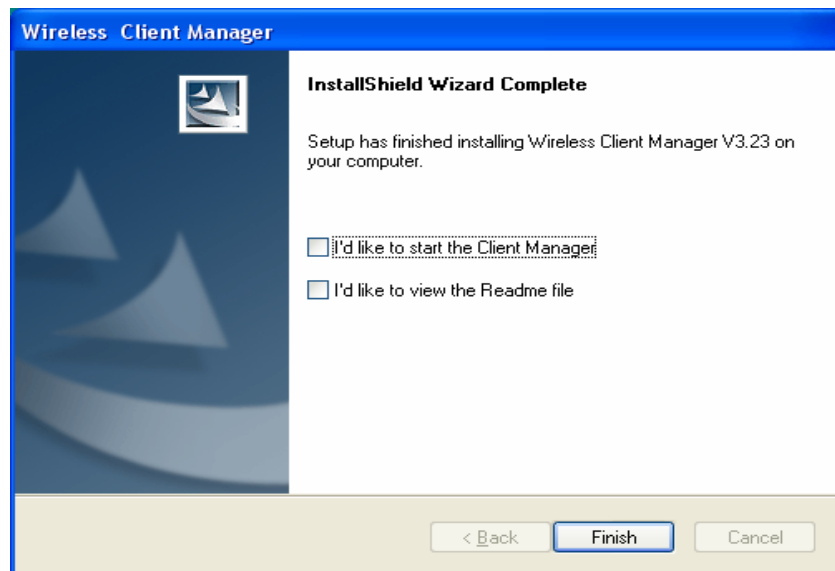 Wireless Client Manager
InstallShield Wizard Complete
Setup has finished installing Wireless Client Manager V3.23 on
your computer.
I'd like to start the Client Manager
I'd like to view the Readme file
< Back
Finish
Cancel